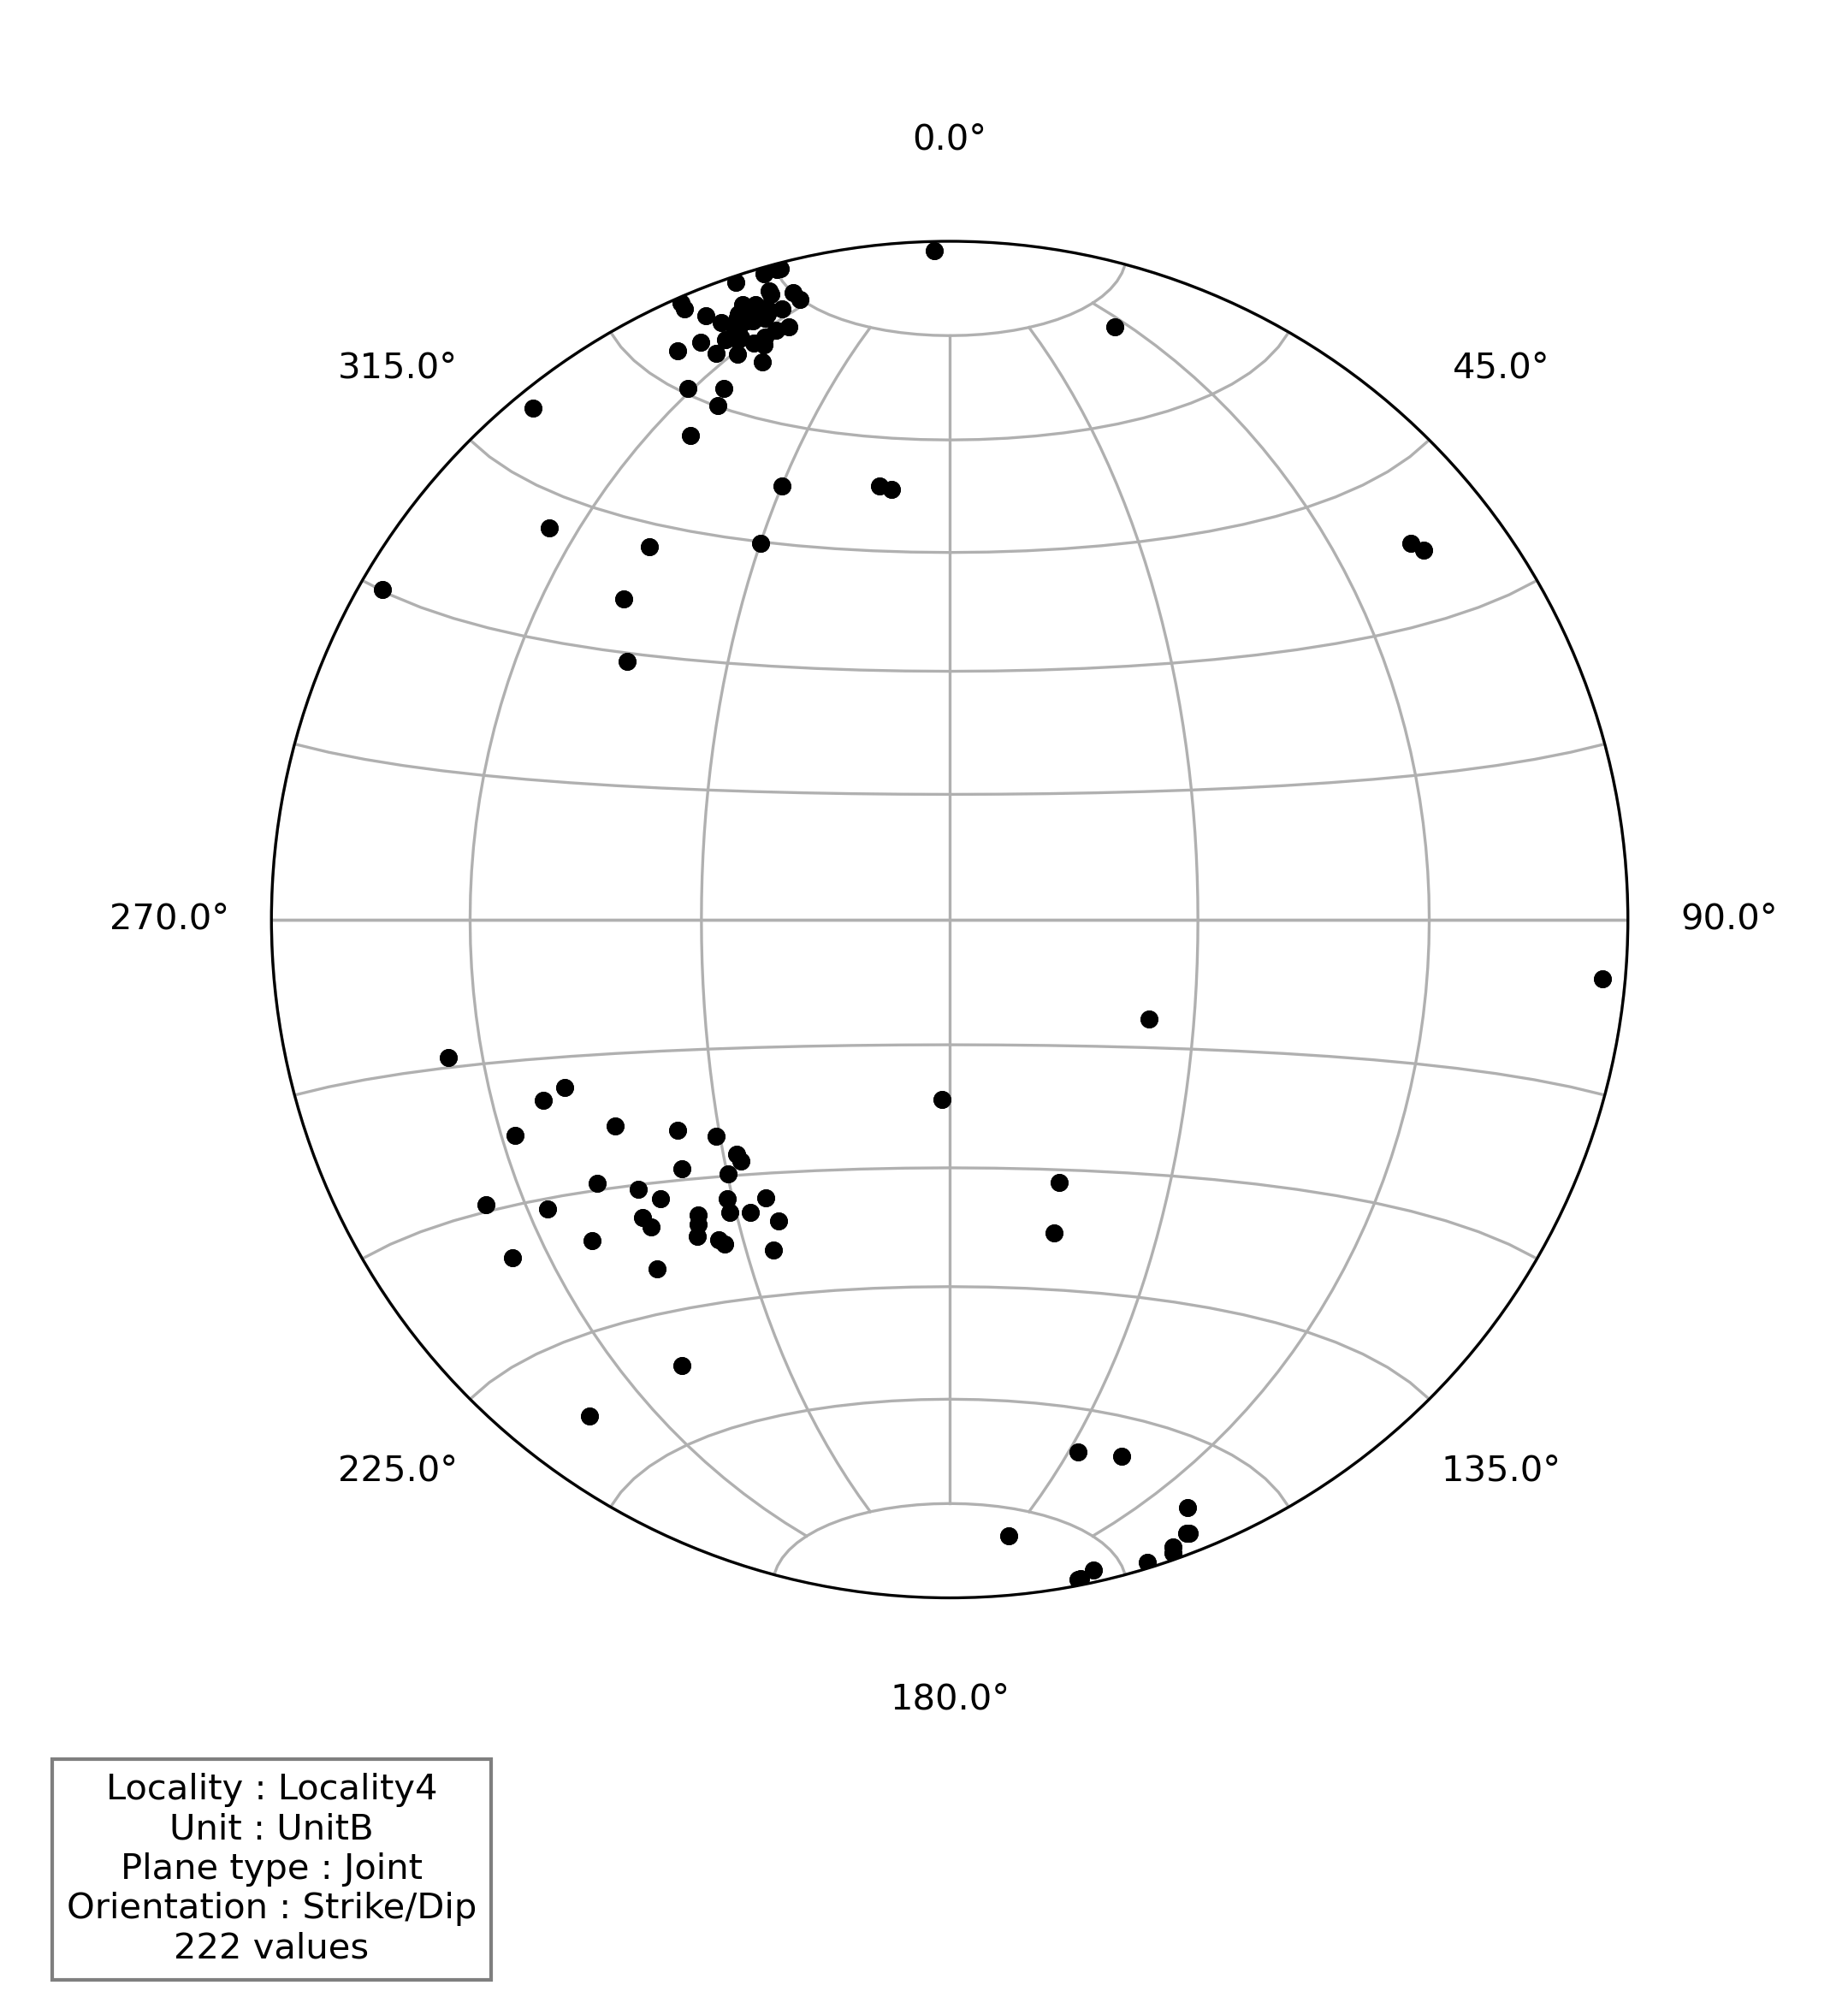 0.0°
315.0°
45.0°
270.0°
90.0°
225.0°
135.0°
180.0°
Locality : Locality4
Unit : UnitB
Plane type : Joint
Orientation : Strike/Dip
222 values